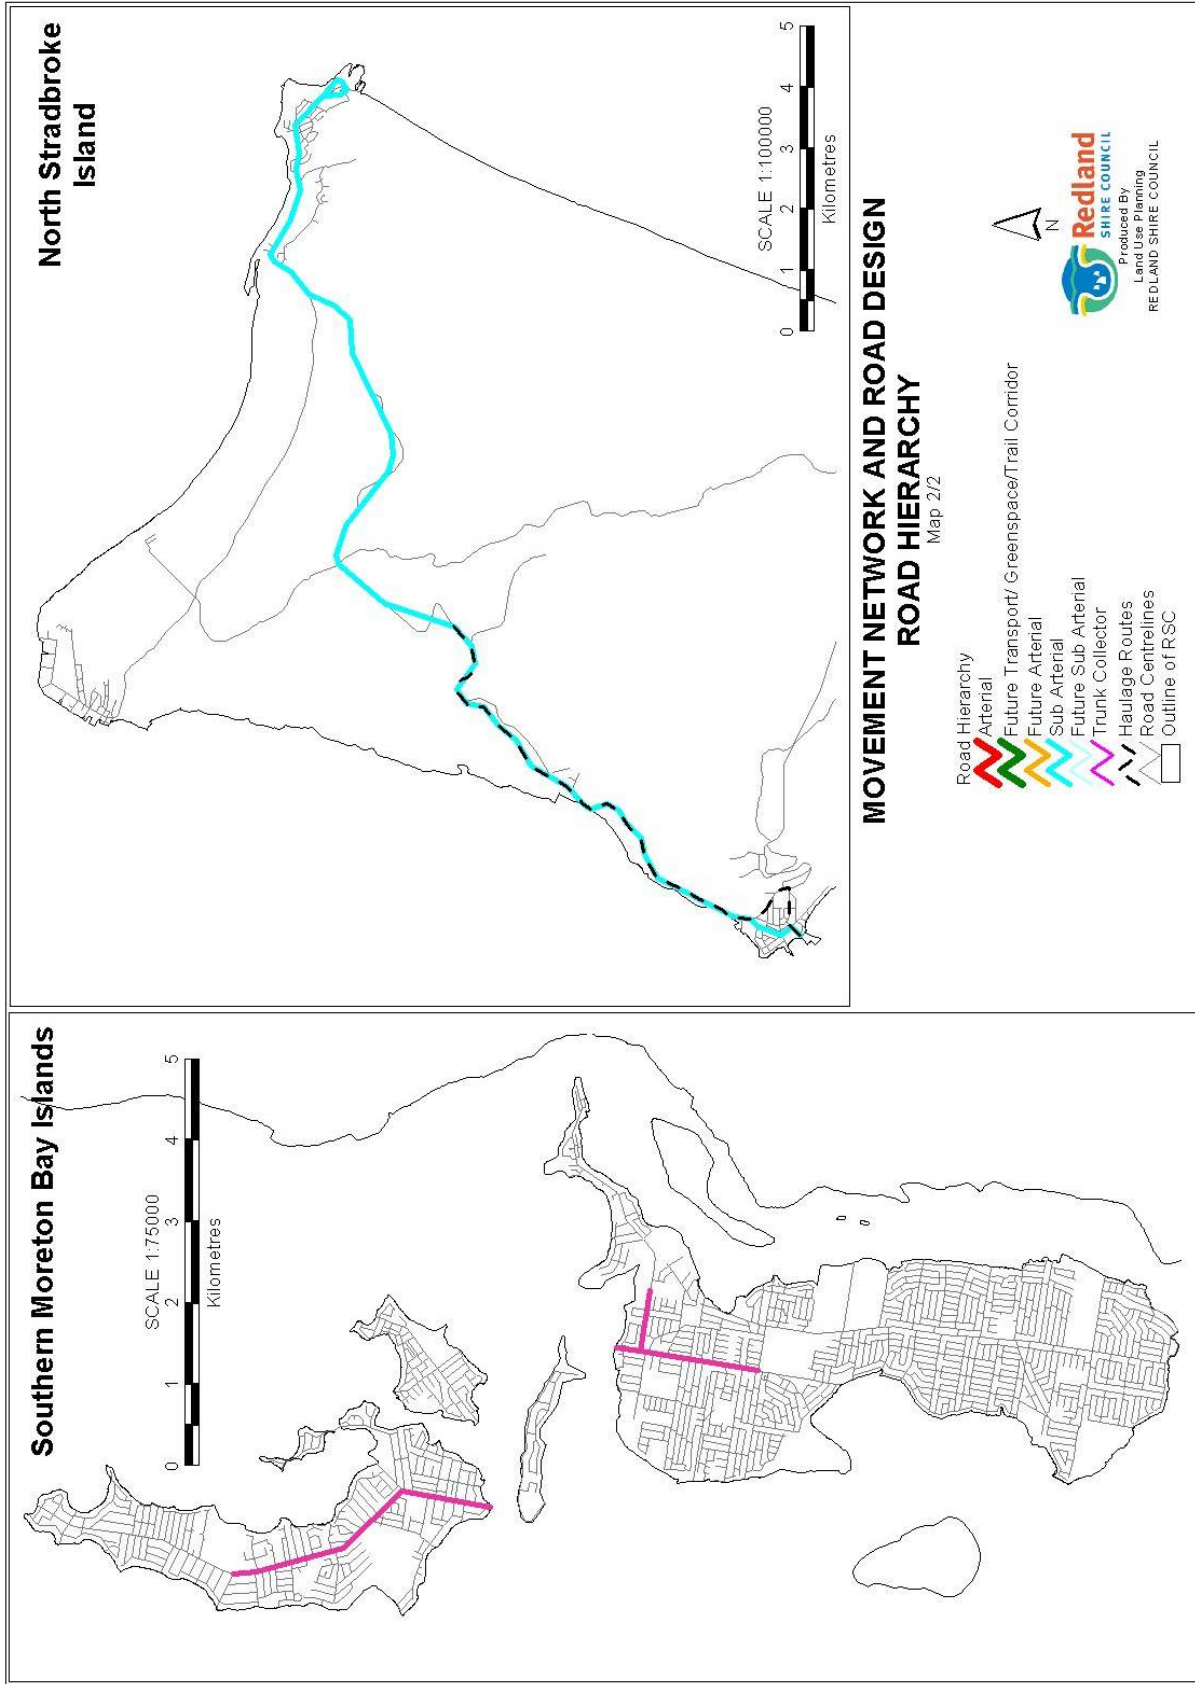 Southern Moreton Bay Islands
SCALE 1:75000
0 1 2 3 4 5
Kilometres
North Stradbroke
Island
SCALE 1:100000
0 1 2 3 4 5
Kilometres
MOVEMENT NETWORK AND ROAD DESIGN
ROAD HIERARCHY
Map 2/2
Road Hierarchy
Arterial
Future Transport/ Greenspace/Trail Corridor
Future Arterial
Sub Arterial
Future Sub Arterial
Trunk Collector
Haulage Routes
Road Centrelines
Outline of RSC
N
Redland
SHIRE COUNCIL
Produced By
Land Use Planning
REDLAND SHIRE COUNCIL